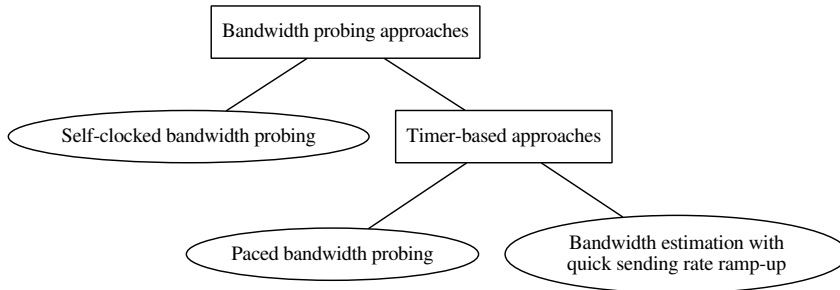 Bandwidth probing approaches
Self-clocked bandwidth probing
Timer-based approaches
Paced bandwidth probing
Bandwidth estimation with
quick sending rate ramp-up